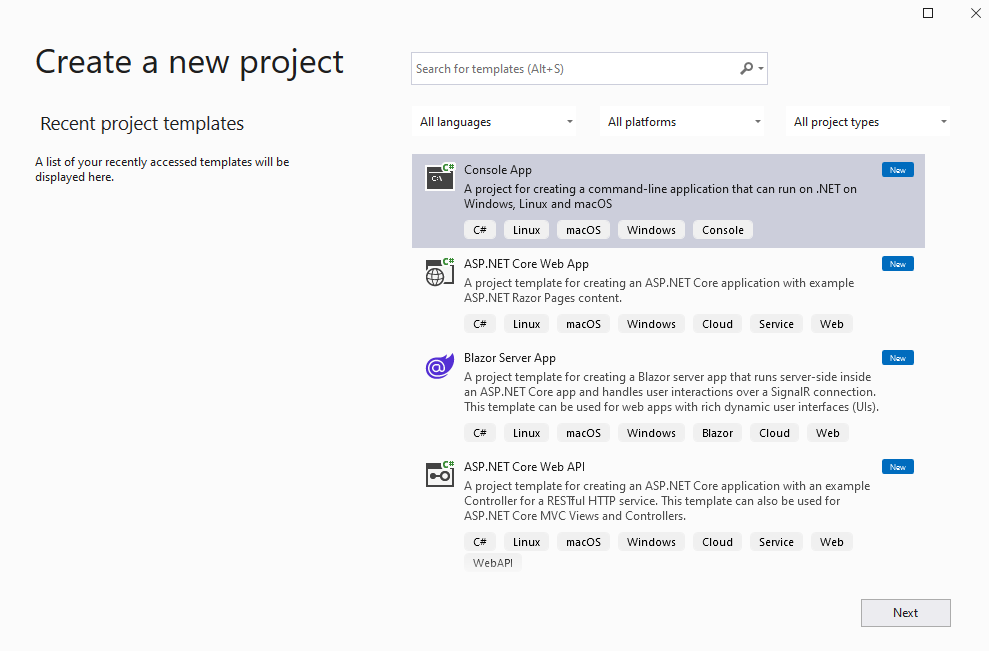 Create a new project
Search for templates (Alt+S)
Recent project templates
All languages
All platforms
All project types
A list of your recently accessed templates will be
displayed here.
C#
C:\
Console App
New
A project for creating a command-line application that can run on .NET on
Windows, Linux and macOS
C# Linux macOS Windows Console
C#
ASP.NET Core Web App
New
A project template for creating an ASP.NET Core application with example
ASP.NET Razor Pages content.
C# Linux macOS Windows Cloud Service Web
@
Blazor Server App
New
A project template for creating a Blazor server app that runs server-side inside
an ASP.NET Core app and handles user interactions over a SignalR connection.
This template can be used for web apps with rich dynamic user interfaces (UIs).
C# Linux macOS Windows Blazor Cloud Web
C#
ASP.NET Core Web API
New
A project template for creating an ASP.NET Core application with an example
Controller for a RESTful HTTP service. This template can also be used for
ASP.NET Core MVC Views and Controllers.
C# Linux macOS Windows Cloud Service Web
WebAPI
Next